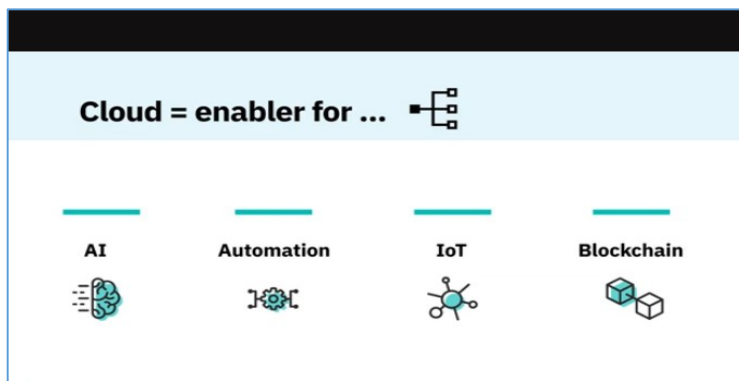 Cloud = enabler for ...
AI
Automation
IoT
Blockchain